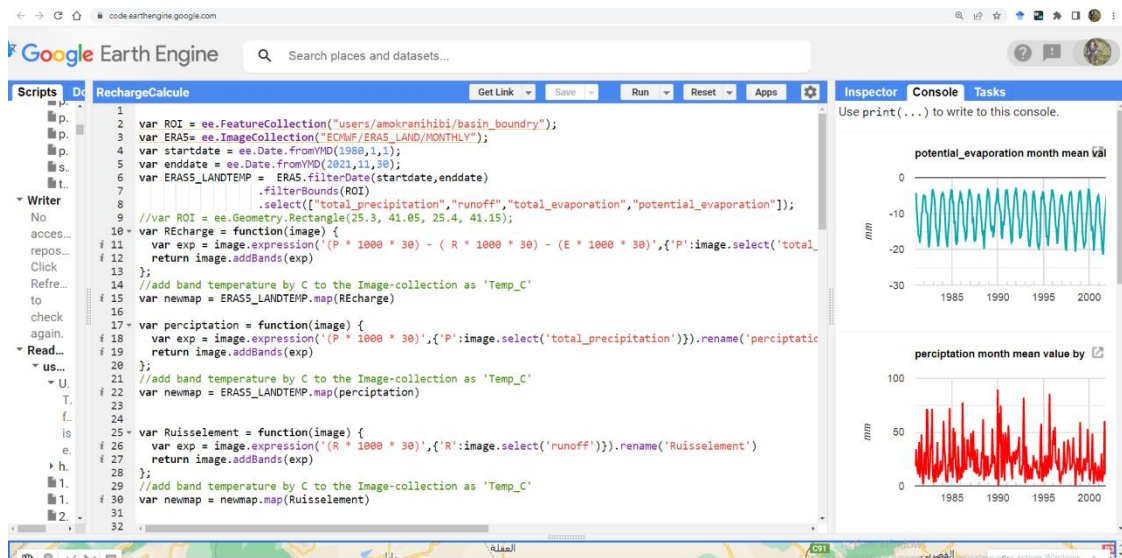 code.earthengine.google.com
Google Earth Engine
Search places and datasets...
Scripts
RechargeCalcule
Get Link
Save
Run
Reset
Apps
Inspector
Console
Tasks
p.
p.
p.
s..
t..
Writer
No
acces...
repos...
Click
Refre...
to
check
again.
Read...
us...
U.
T.
f..
is
e.
h.
1.
1.
2.
1
2 var ROI = ee.FeatureCollection("users/amokranihibi/basin_boundry");
3 var ERA5= ee.ImageCollection("ECMWF/ERA5_LAND/MONTHLY");
4 var startdate = ee.Date.fromYMD(1980,1,1);
5 var enddate = ee.Date.fromYMD(2021,11,30);
6 var ERAS5_LANDTEMP = ERA5.filterDate(startdate,enddate)
7 .filterBounds(ROI)
8 .select(["total_precipitation","runoff","total_evaporation","potential_evaporation"]);
9 //var ROI = ee.Geometry.Rectangle(25.3, 41.05, 25.4, 41.15);
10 var REcharge = function(image) {
i 11 var exp = image.expression('(P * 1000 * 30) - ( R * 1000 * 30) - (E * 1000 * 30)',{'P':image.select('total_
i 12 return image.addBands(exp)
13 };
14 //add band temperature by C to the Image-collection as 'Temp_C'
i 15 var newmap = ERAS5_LANDTEMP.map(REcharge)
16
17 var perciptation = function(image) {
i 18 var exp = image.expression('(P * 1000 * 30)',{'P':image.select('total_precipitation')}).rename('perciptatio
i 19 return image.addBands(exp)
20 };
21 //add band temperature by C to the Image-collection as 'Temp_C'
i 22 var newmap = ERAS5_LANDTEMP.map(perciptation)
23
24
25 var Ruisselement = function(image) {
i 26 var exp = image.expression('(R * 1000 * 30)',{'R':image.select('runoff')}).rename('Ruisselement')
i 27 return image.addBands(exp)
28 };
29 //add band temperature by C to the Image-collection as 'Temp_C'
i 30 var newmap = newmap.map(Ruisselement)
31
32
Use print(...) to write to this console.
potential_evaporation month mean val
0
-10
-20
-30
mm
1985 1990 1995 2000
perciptation month mean value by
100
50
0
mm
1985 1990 1995 2000
العقلة
C91
القصرين